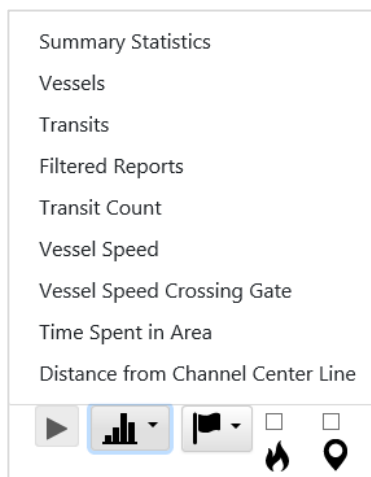 Summary Statistics
Vessels
Transits
Filtered Reports
Transit Count
Vessel Speed
Vessel Speed Crossing Gate
Time Spent in Area
Distance from Channel Center Line